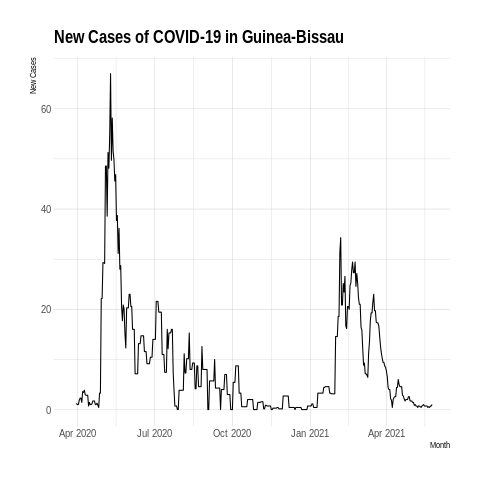 New Cases of COVID-19 in Guinea-Bissau
New Cases
60
40
20
0
Apr 2020 Jul 2020 Oct 2020 Jan 2021 Apr 2021
Month